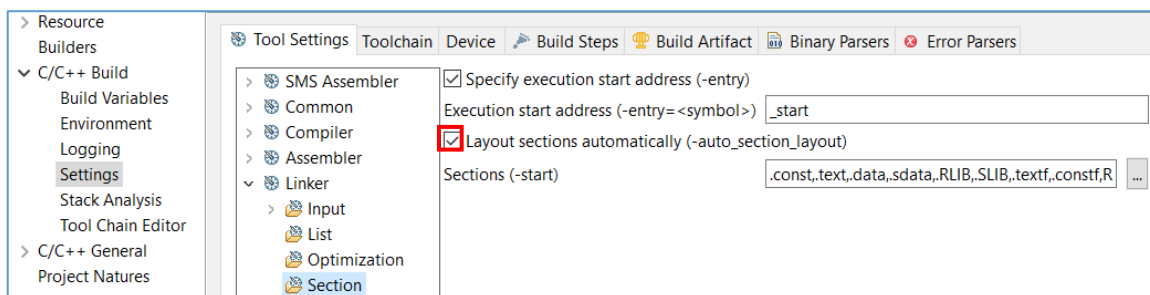 Resource
Builders
C/C++ Build
Build Variables
Environment
Logging
Settings
Stack Analysis
Tool Chain Editor
C/C++ General
Project Natures
Tool Settings Toolchain Device Build Steps Build Artifact Binary Parsers Error Parsers
SMS Assembler
Common
Compiler
Assembler
Linker
Input
List
Optimization
Section
Specify execution start address (-entry)
Execution start address (-entry=<symbol>) _start
Layout sections automatically (-auto_section_layout)
Sections (-start) .const,.text,.data,.sdata,.RLIB,.SLIB,.textf,.constf,R ...